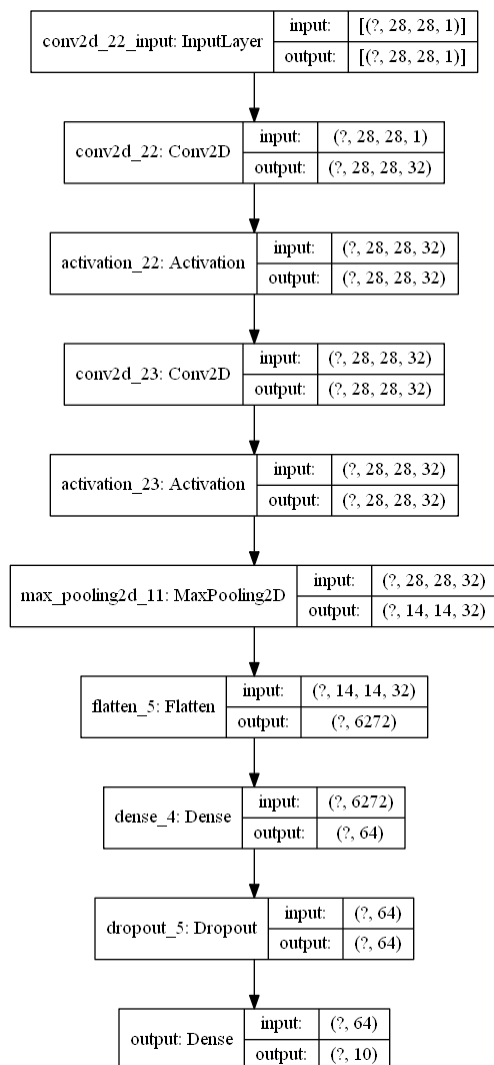 conv2d_22_input: InputLayer
input: [(?, 28, 28, 1)]
output: [(?, 28, 28, 1)]
conv2d_22: Conv2D
input: (?, 28, 28, 1)
output: (?, 28, 28, 32)
activation_22: Activation
input: (?, 28, 28, 32)
output: (?, 28, 28, 32)
conv2d_23: Conv2D
input: (?, 28, 28, 32)
output: (?, 28, 28, 32)
activation_23: Activation
input: (?, 28, 28, 32)
output: (?, 28, 28, 32)
max_pooling2d_11: MaxPooling2D
input: (?, 28, 28, 32)
output: (?, 14, 14, 32)
flatten_5: Flatten
input: (?, 14, 14, 32)
output: (?, 6272)
dense_4: Dense
input: (?, 6272)
output: (?, 64)
dropout_5: Dropout
input: (?, 64)
output: (?, 64)
output: Dense
input: (?, 64)
output: (?, 10)